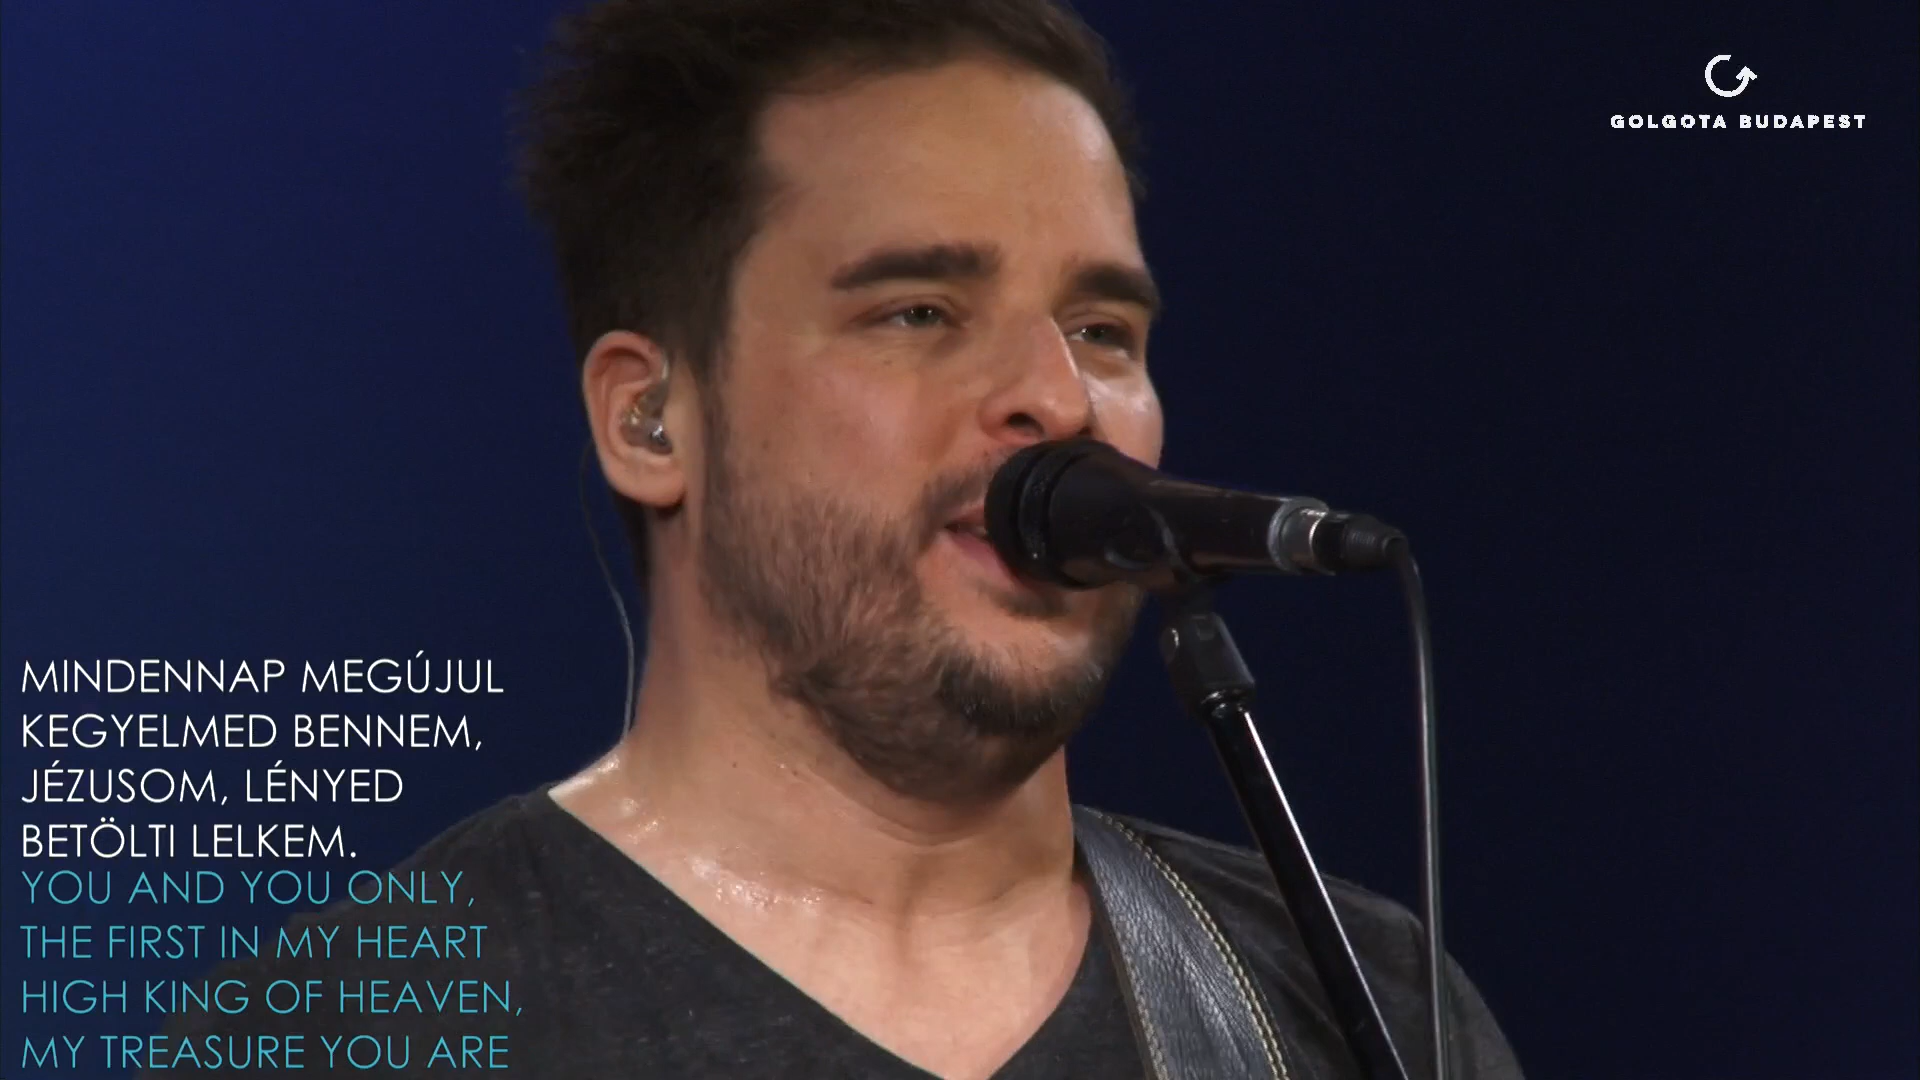 GOLGOTA BUDAPEST
MINDENNAP MEGÚJUL
KEGYELMED BENNEM,
JÉZUSOM, LÉNYED
BETÖLTI LELKEM.
YOU AND YOU ONLY,
THE FIRST IN MY HEART
HIGH KING OF HEAVEN,
MY TREASURE YOU ARE